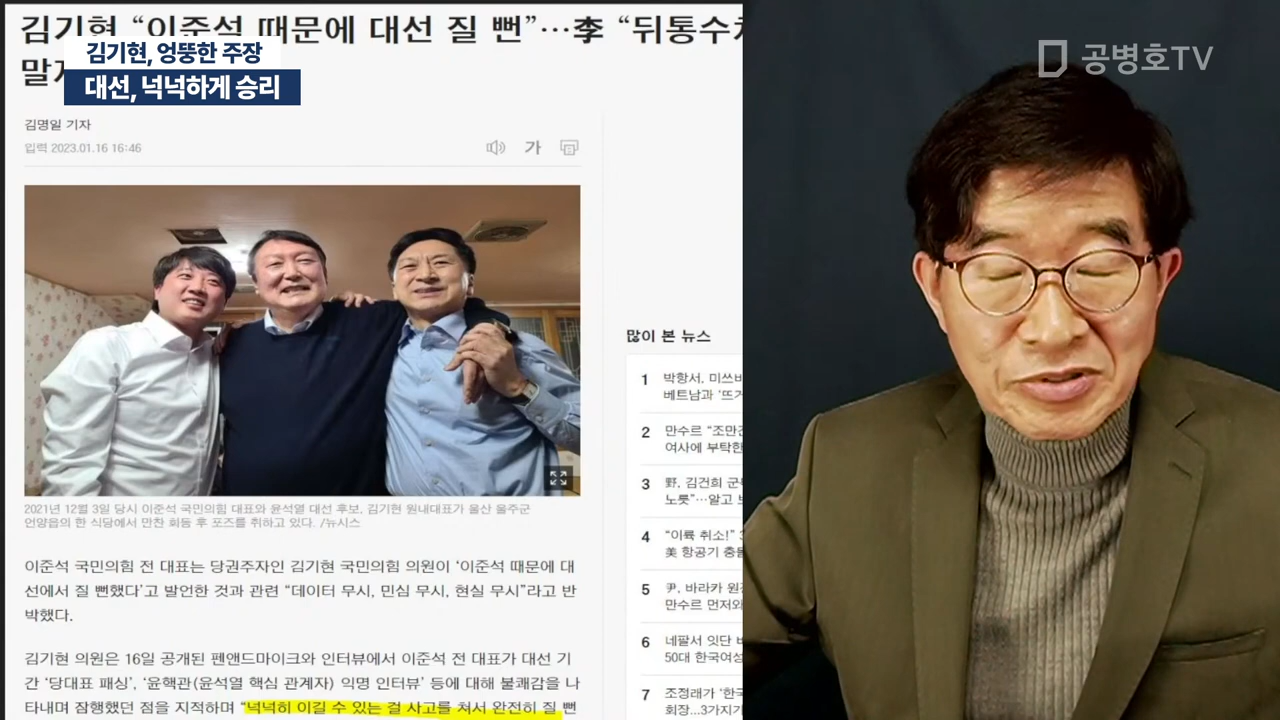 김기현 “이준석 때문에 대선 질 뻔”…李 “뒤통수
김기현, 엉뚱한 주장
대선, 넉넉하게 승리
공병호TV
김명일 기자
입력 2023.01.16 16:46
가
2021년 12월 3일 당시 이준석 국민의힘 대표와 윤석열 대선 후보, 김기현 원내대표가 울산 울주군
언양읍의 한 식당에서 만찬 회동 후 포즈를 취하고 있다. /뉴시스
이준석 국민의힘 전 대표는 당권주자인 김기현 국민의힘 의원이 ‘이준석 때문에 대
선에서 질 뻔했다’고 발언한 것과 관련 “데이터 무시, 민심 무시, 현실 무시”라고 반
박했다.
김기현 의원은 16일 공개된 펜앤드마이크와 인터뷰에서 이준석 전 대표가 대선 기
간 ‘당대표 패싱’, ‘윤핵관(윤석열 핵심 관계자) 익명 인터뷰’ 등에 대해 불쾌감을 나
타내며 잠행했던 점을 지적하며 “넉넉히 이길 수 있는 걸 사고를 쳐서 완전히 질 뻔
많이 본 뉴스
1 박항서, 미쓰비
베트남과 ‘뜨거
2 만수르 “조만간
여사에 부탁한
3 野, 김건희 군
노릇”…알고 보
4 “이륙 취소!”
美 항공기 충돌
5 尹, 바라카 원전
만수르 먼저와
6 네팔서 잇단 비
50대 한국여성
7 조정래가 ‘한국
회장…3가지기